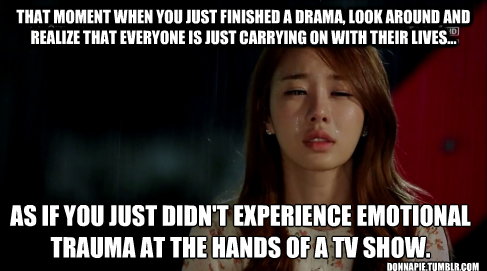 THAT MOMENT WHEN YOU JUST FINISHED A DRAMA, LOOK AROUND AND
REALIZE THAT EVERYONE IS JUST CARRYING ON WITH THEIR LIVES...
AS IF YOU JUST DIDN'T EXPERIENCE EMOTIONAL
TRAUMA AT THE HANDS OF A TV SHOW.
DONNAPIE.TUMBLR.COM